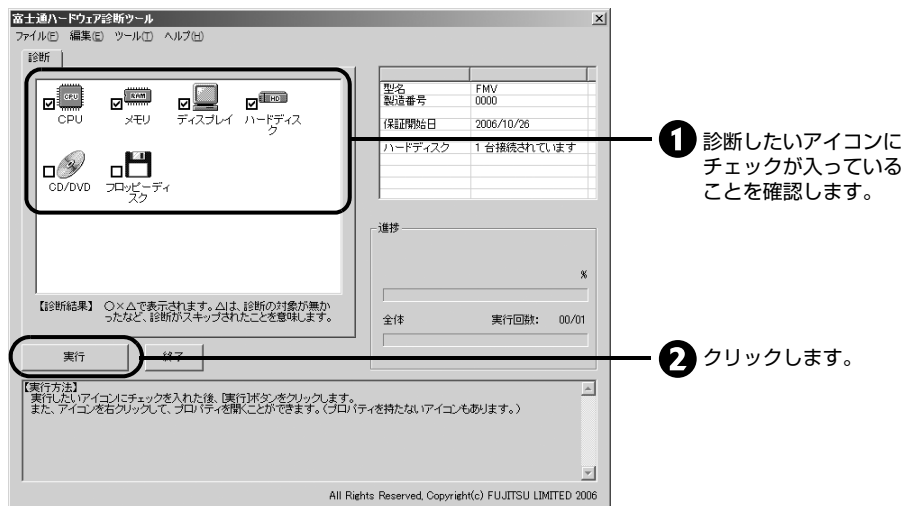 富士通ハードウェア診断ツール
ファイル(F) 編集(E) ツール(T) ヘルプ(H)
診断
CPU
メモリ
ディスプレイ
ハードディス
ク
CD/DVD
フロッピーディ
スク
【診断結果】 ○×△で表示されます。△は、診断の対象が無か
ったなど、診断がスキップされたことを意味します。
型名 FMV
製造番号 0000
保証開始日 2006/10/26
ハードディスク 1 台接続されています
進捗
%
全体 実行回数: 00/01
実行
終了
【実行方法】
実行したいアイコンにチェックを入れた後、[実行]ボタンをクリックします。
また、アイコンを右クリックして、プロパティを開くことができます。(プロパティを持たないアイコンもあります。)
All Rights Reserved, Copyright(c) FUJITSU LIMITED 2006
1 診断したいアイコンに
チェックが入っている
ことを確認します。
2 クリックします。